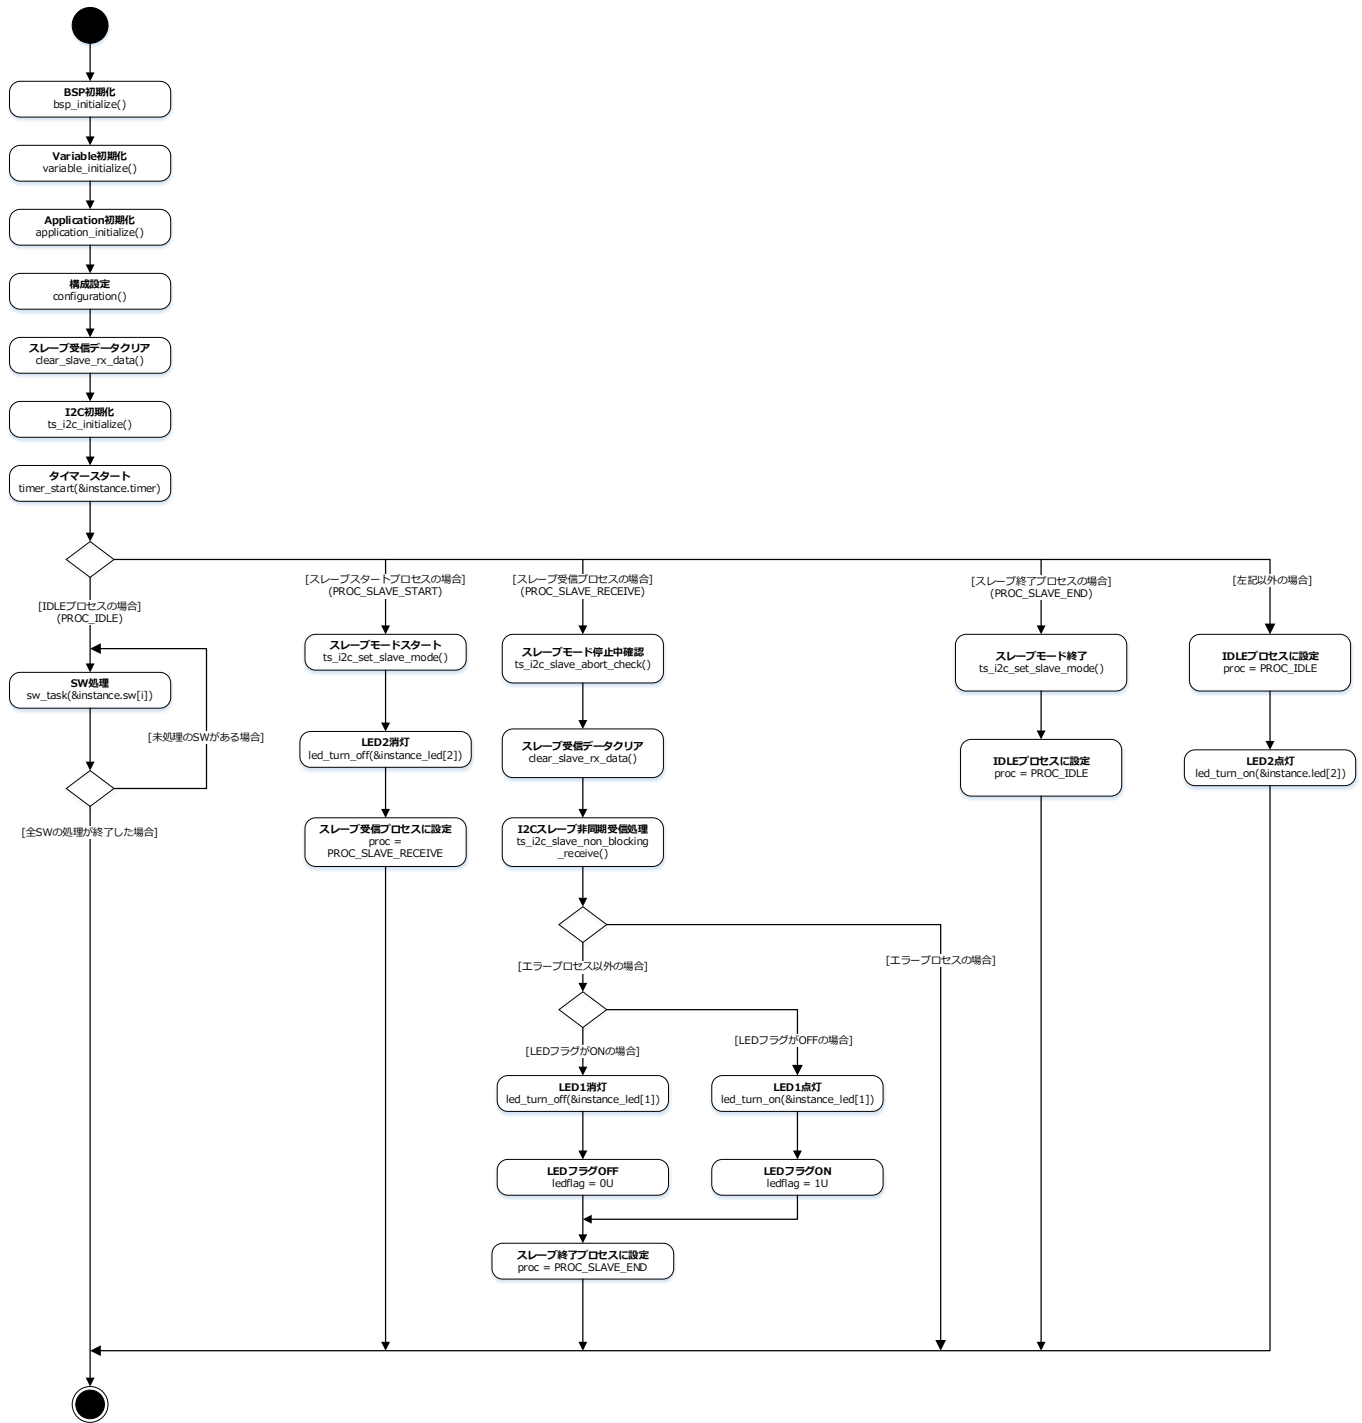 BSP初期化
bsp_initialize()
Variable初期化
variable_initialize()
Application初期化
application_initialize()
構成設定
configuration()
スレーブ受信データクリア
clear_slave_rx_data()
I2C初期化
ts_i2c_initialize()
タイマースタート
timer_start(&instance.timer)
[IDLEプロセスの場合]
(PROC_IDLE)
SW処理
sw_task(&instance.sw[i])
[未処理のSWがある場合]
[全SWの処理が終了した場合]
[スレーブスタートプロセスの場合]
(PROC_SLAVE_START)
スレーブモードスタート
ts_i2c_set_slave_mode()
LED2消灯
led_turn_off(&instance_led[2])
スレーブ受信プロセスに設定
proc =
PROC_SLAVE_RECEIVE
[スレーブ受信プロセスの場合]
(PROC_SLAVE_RECEIVE)
スレーブモード停止中確認
ts_i2c_slave_abort_check()
スレーブ受信データクリア
clear_slave_rx_data()
I2Cスレーブ非同期受信処理
ts_i2c_slave_non_blocking
_receive()
[エラープロセス以外の場合]
[エラープロセスの場合]
[LEDフラグがONの場合]
[LEDフラグがOFFの場合]
LED1消灯
led_turn_off(&instance_led[1])
LED1点灯
led_turn_on(&instance_led[1])
LEDフラグOFF
ledflag = 0U
LEDフラグON
ledflag = 1U
スレーブ終了プロセスに設定
proc = PROC_SLAVE_END
[スレーブ終了プロセスの場合]
(PROC_SLAVE_END)
スレーブモード終了
ts_i2c_set_slave_mode()
IDLEプロセスに設定
proc = PROC_IDLE
[左記以外の場合]
IDLEプロセスに設定
proc = PROC_IDLE
LED2点灯
led_turn_on(&instance.led[2])